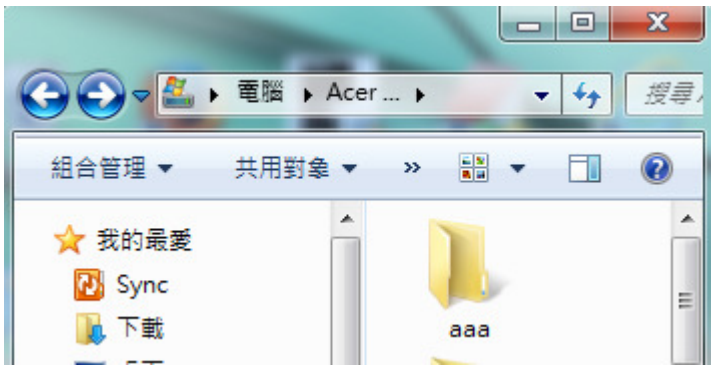 電腦 Acer ... 搜尋
組合管理 共用對象 »
我的最愛
Sync
下載
aaa